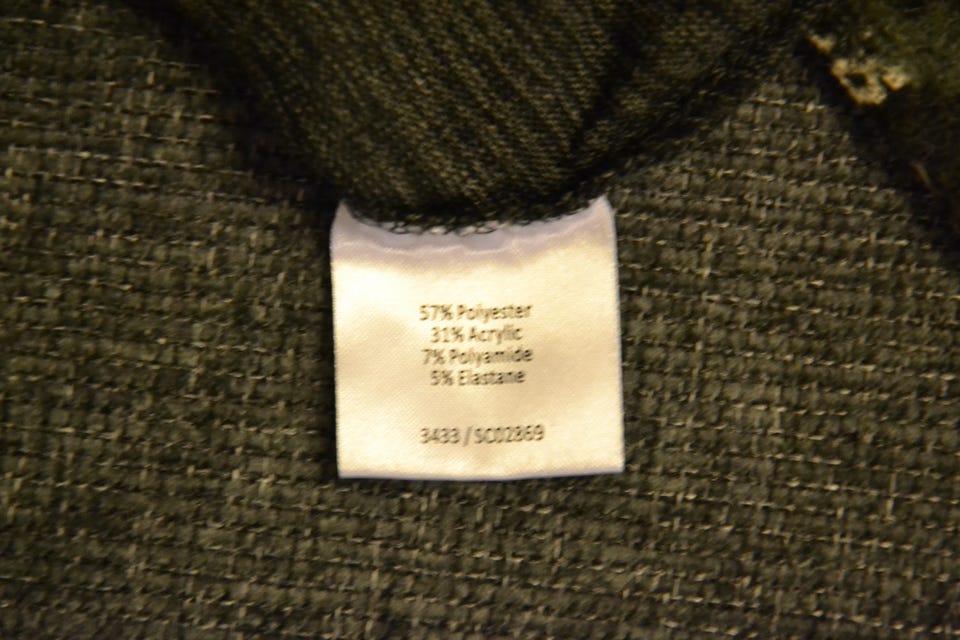 57% Polyester
31% Acrylic
7% Polyamide
5% Elastane
3433 / SC02869